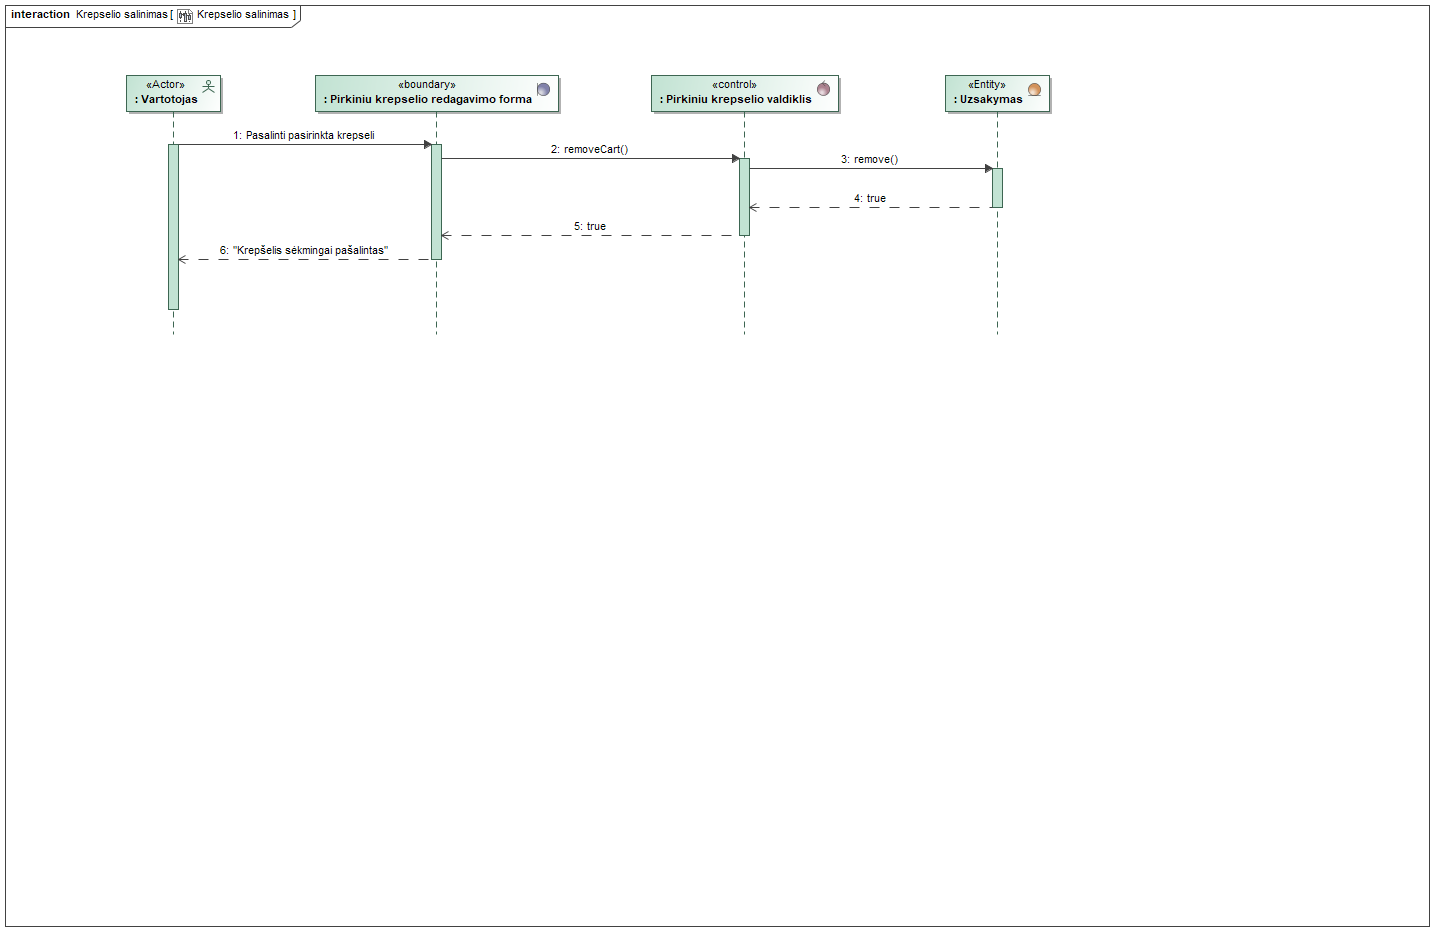 interaction Krepselio salinimas [ Krepselio salinimas ]
«Actor»
: Vartotojas
«boundary»
: Pirkiniu krepselio redagavimo forma
«control»
: Pirkiniu krepselio valdiklis
«Entity»
: Uzsakymas
1: Pasalinti pasirinkta krepseli
2: removeCart()
3: remove()
4: true
5: true
6: "Krepšelis sėkmingai pašalintas"